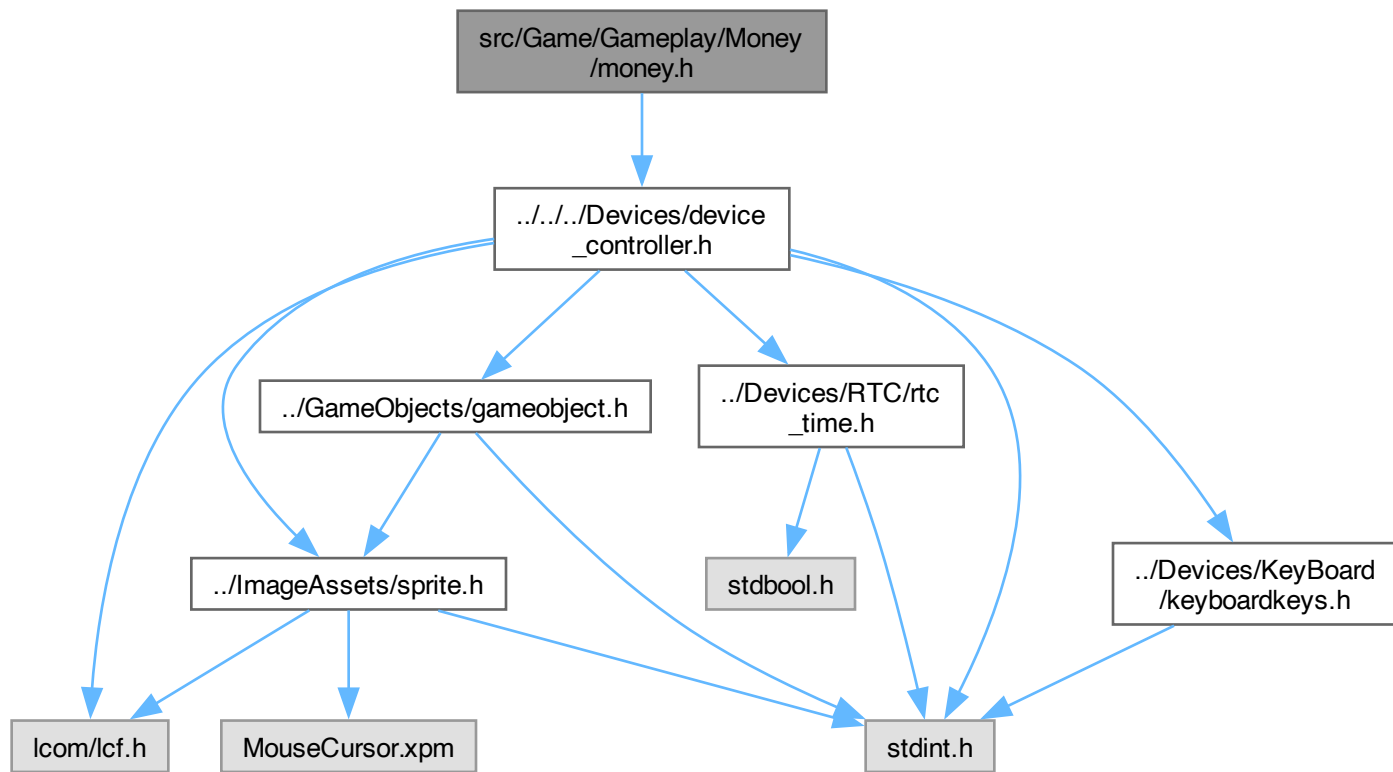 src/Game/Gameplay/Money
/money.h
../../../Devices/device
_controller.h
../GameObjects/gameobject.h
../Devices/RTC/rtc
_time.h
../ImageAssets/sprite.h
stdbool.h
../Devices/KeyBoard
/keyboardkeys.h
lcom/lcf.h
MouseCursor.xpm
stdint.h